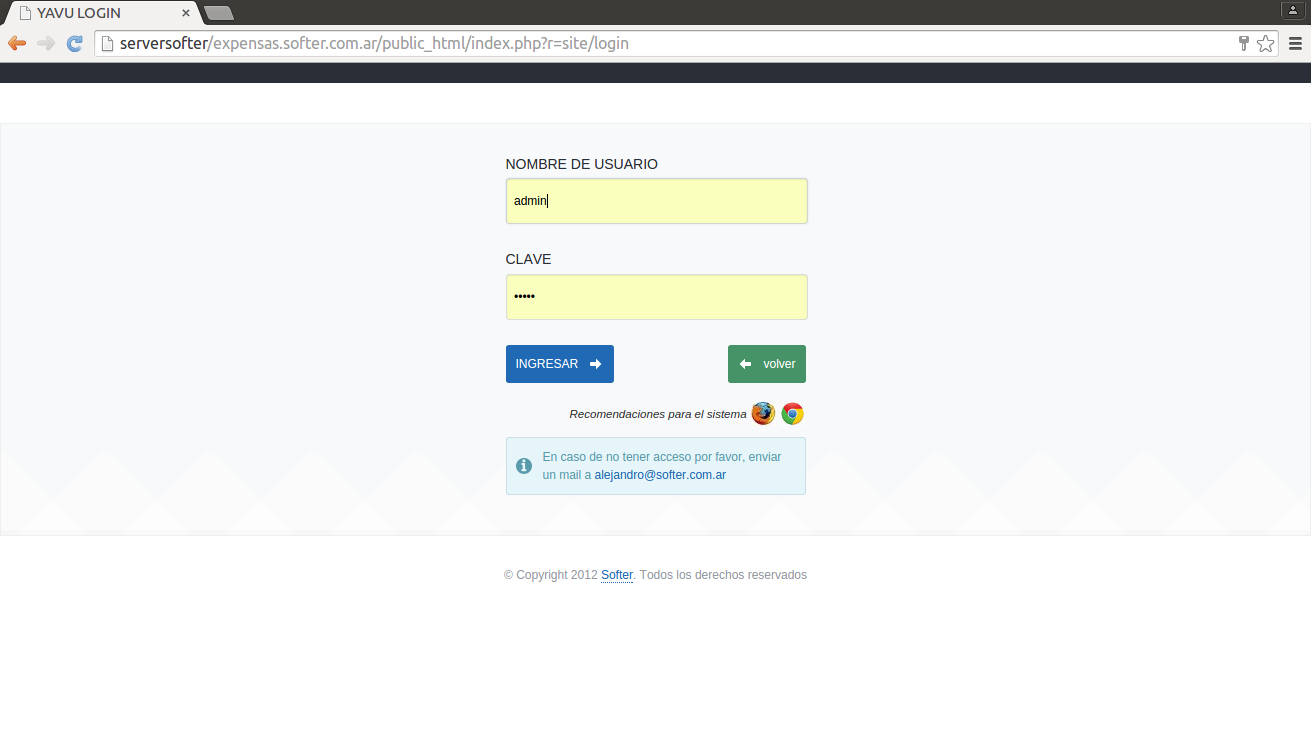 YAVU LOGIN
serversofter/expensas.softer.com.ar/public_html/index.php?r=site/login
NOMBRE DE USUARIO
admin
CLAVE
•••••
INGRESAR
volver
Recomendaciones para el sistema
En caso de no tener acceso por favor, enviar
un mail a alejandro@softer.com.ar
© Copyright 2012 Softer. Todos los derechos reservados